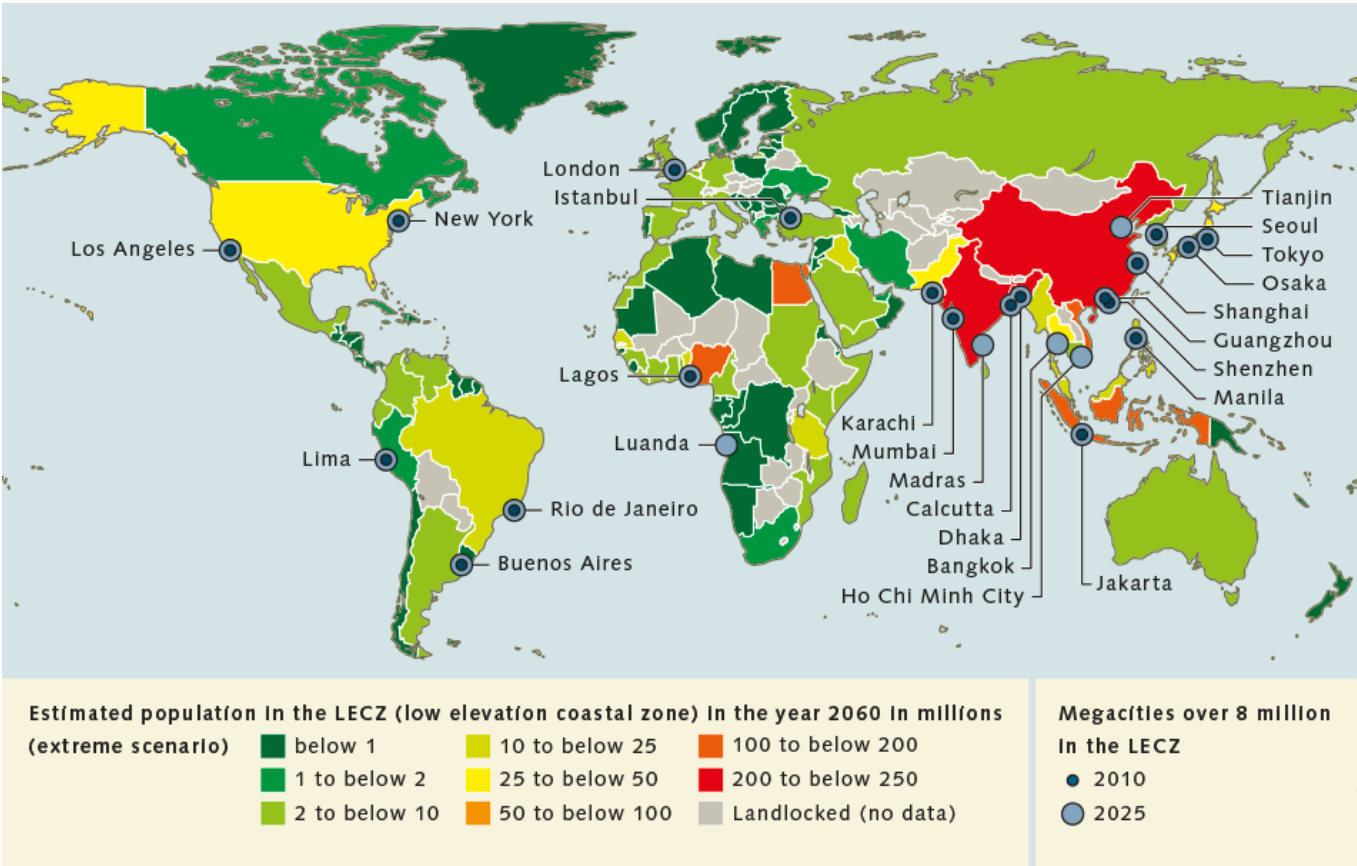 London
Istanbul
New York
Los Angeles
Tianjin
Seoul
Tokyo
Osaka
Shanghai
Guangzhou
Shenzhen
Manila
Lagos
Karachi
Luanda
Mumbai
Madras
Lima
Calcutta
Rio de Janeiro
Dhaka
Buenos Aires
Bangkok
Jakarta
Ho Chi Minh City
Estimated population in the LECZ (low elevation coastal zone) in the year 2060 in millions
(extreme scenario)
below 1
1 to below 2
2 to below 10
10 to below 25
25 to below 50
50 to below 100
100 to below 200
200 to below 250
Landlocked (no data)
Megacities over 8 million
in the LECZ
2010
2025